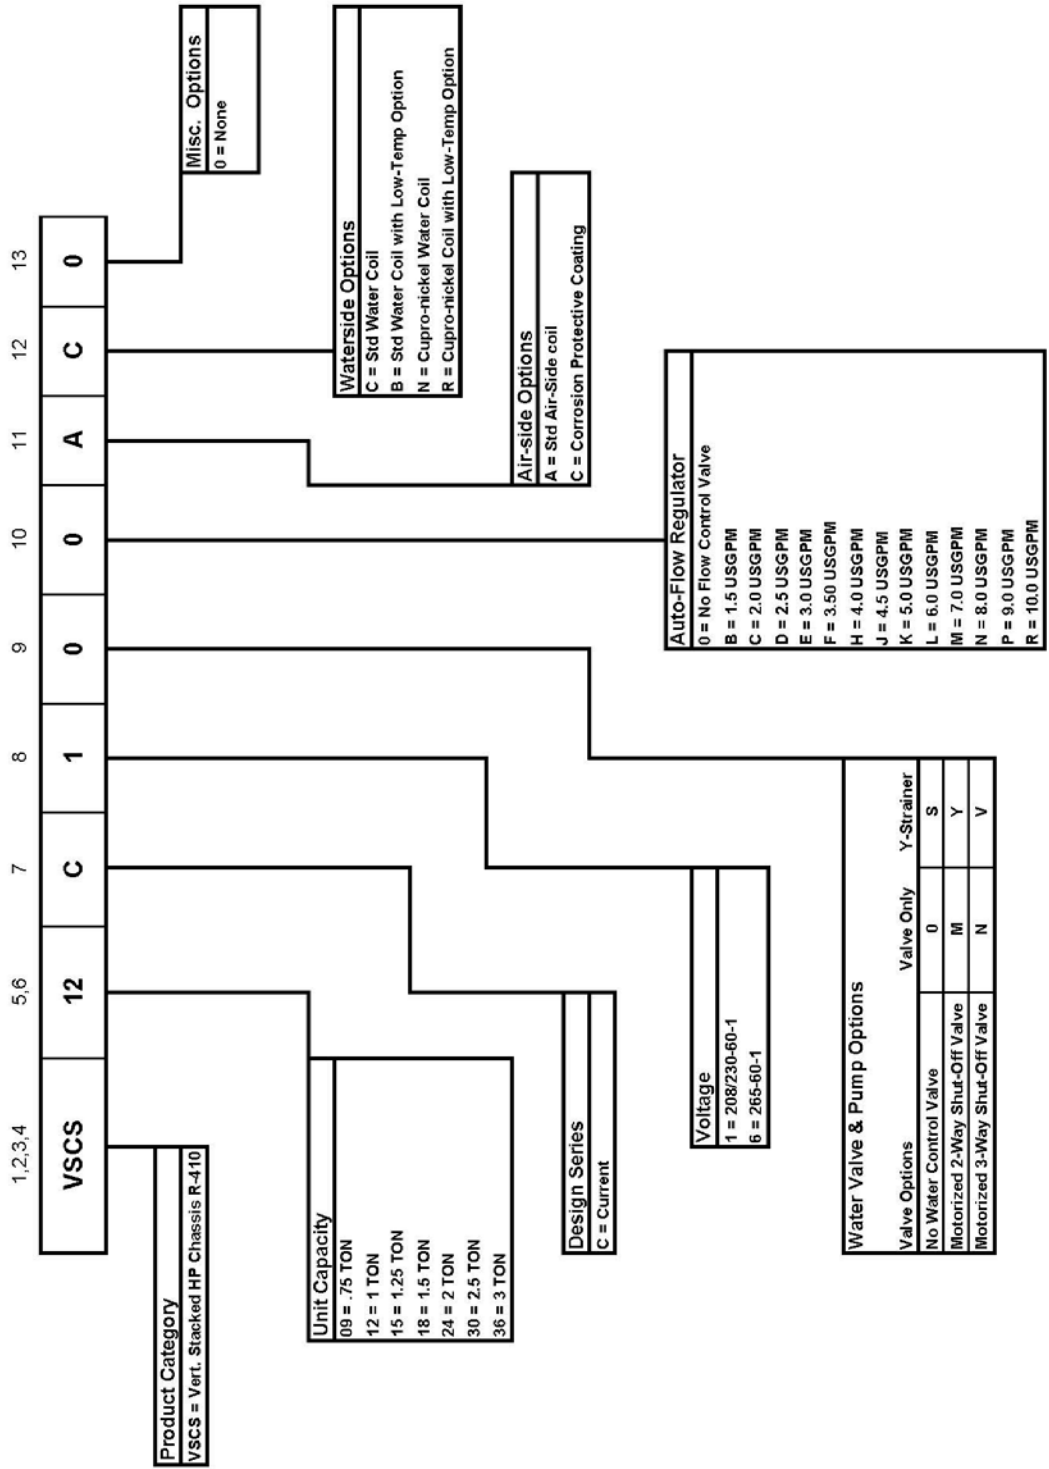 1,2,3,4 5,6 7 8 9 10 11 12 13
VSCS 12 C 1 0 0 A C 0
Product Category
VSCS = Vert. Stacked HP Chassis R-410
Unit Capacity
09 = .75 TON
12 = 1 TON
15 = 1.25 TON
18 = 1.5 TON
24 = 2 TON
30 = 2.5 TON
36 = 3 TON
Design Series
C = Current
Voltage
1 = 208/230-60-1
6 = 265-60-1
Water Valve & Pump Options
Valve Options Valve Only Y-Strainer
No Water Control Valve 0 S
Motorized 2-Way Shut-Off Valve M Y
Motorized 3-Way Shut-Off Valve N V
Auto-Flow Regulator
0 = No Flow Control Valve
B = 1.5 USGPM
C = 2.0 USGPM
D = 2.5 USGPM
E = 3.0 USGPM
F = 3.50 USGPM
H = 4.0 USGPM
J = 4.5 USGPM
K = 5.0 USGPM
L = 6.0 USGPM
M = 7.0 USGPM
N = 8.0 USGPM
P = 9.0 USGPM
R = 10.0 USGPM
Air-side Options
A = Std Air-Side coil
C = Corrosion Protective Coating
Waterside Options
C = Std Water Coil
B = Std Water Coil with Low-Temp Option
N = Cupro-nickel Water Coil
R = Cupro-nickel Coil with Low-Temp Option
Misc. Options
0 = None